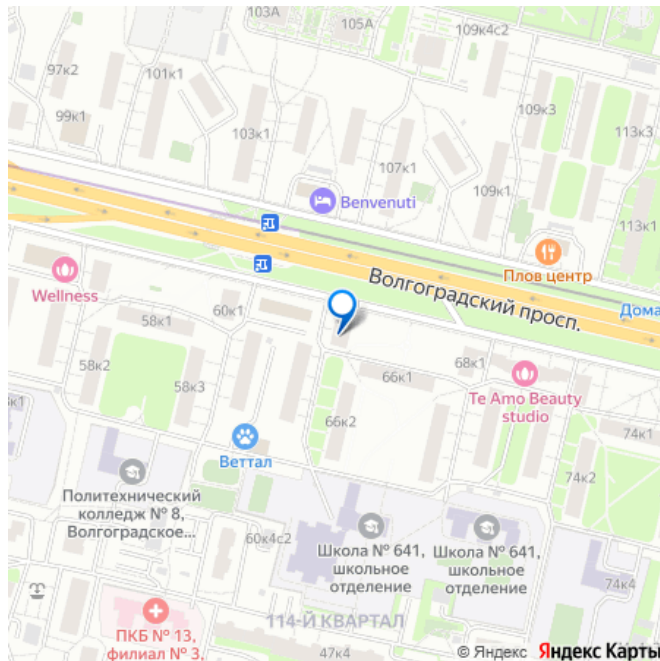 103А
105А
109к4с2
97к2
101к1
109к3
99к1
103к1
113к3
107к1
109к1
Benvenuti
113к1
Плов центр
Волгоградский просп.
Wellness
60к1
Дома
58к1
68к1
58к2
66к1
58к3
Te Amo Beauty
studio
66к2
74к1
Веттал
74к2
Политехнический
колледж № 8,
Волгоградское...
60к4с2
Школа № 641,
школьное
отделение
Школа № 641,
школьное
отделение
74к4
114-Й КВАРТАЛ
ПКБ № 13,
филиал № 3,
47к4
© Яндекс Яндекс Карты